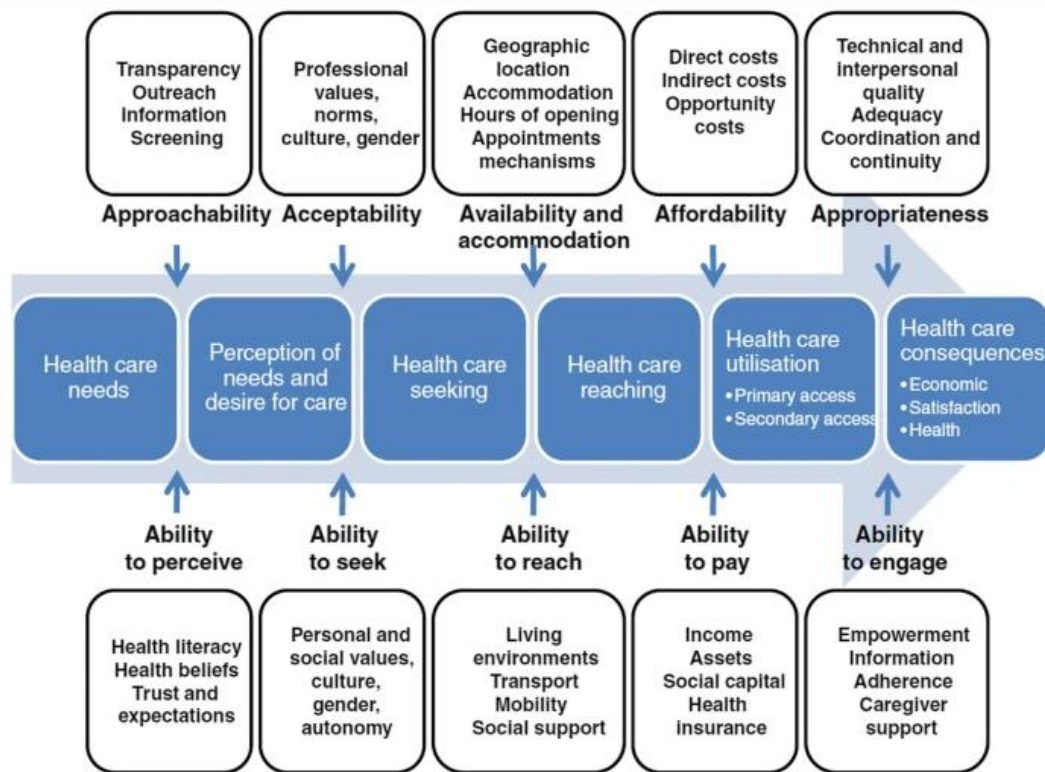 Transparency
Outreach
Information
Screening
Professional
values,
norms,
culture, gender
Geographic
location
Accommodation
Hours of opening
Appointments
mechanisms
Direct costs
Indirect costs
Opportunity
costs
Technical and
interpersonal
quality
Adequacy
Coordination and
continuity
Approachability
Acceptability
Availability and
accommodation
Affordability
Appropriateness
Health care
needs
Perception of
needs and
desire for care
Health care
seeking
Health care
reaching
Health care
utilisation
• Primary access
• Secondary access
Health care
consequences
• Economic
• Satisfaction
• Health
Ability
to perceive
Ability
to seek
Ability
to reach
Ability
to pay
Ability
to engage
Health literacy
Health beliefs
Trust and
expectations
Personal and
social values,
culture,
gender,
autonomy
Living
environments
Transport
Mobility
Social support
Income
Assets
Social capital
Health
insurance
Empowerment
Information
Adherence
Caregiver
support